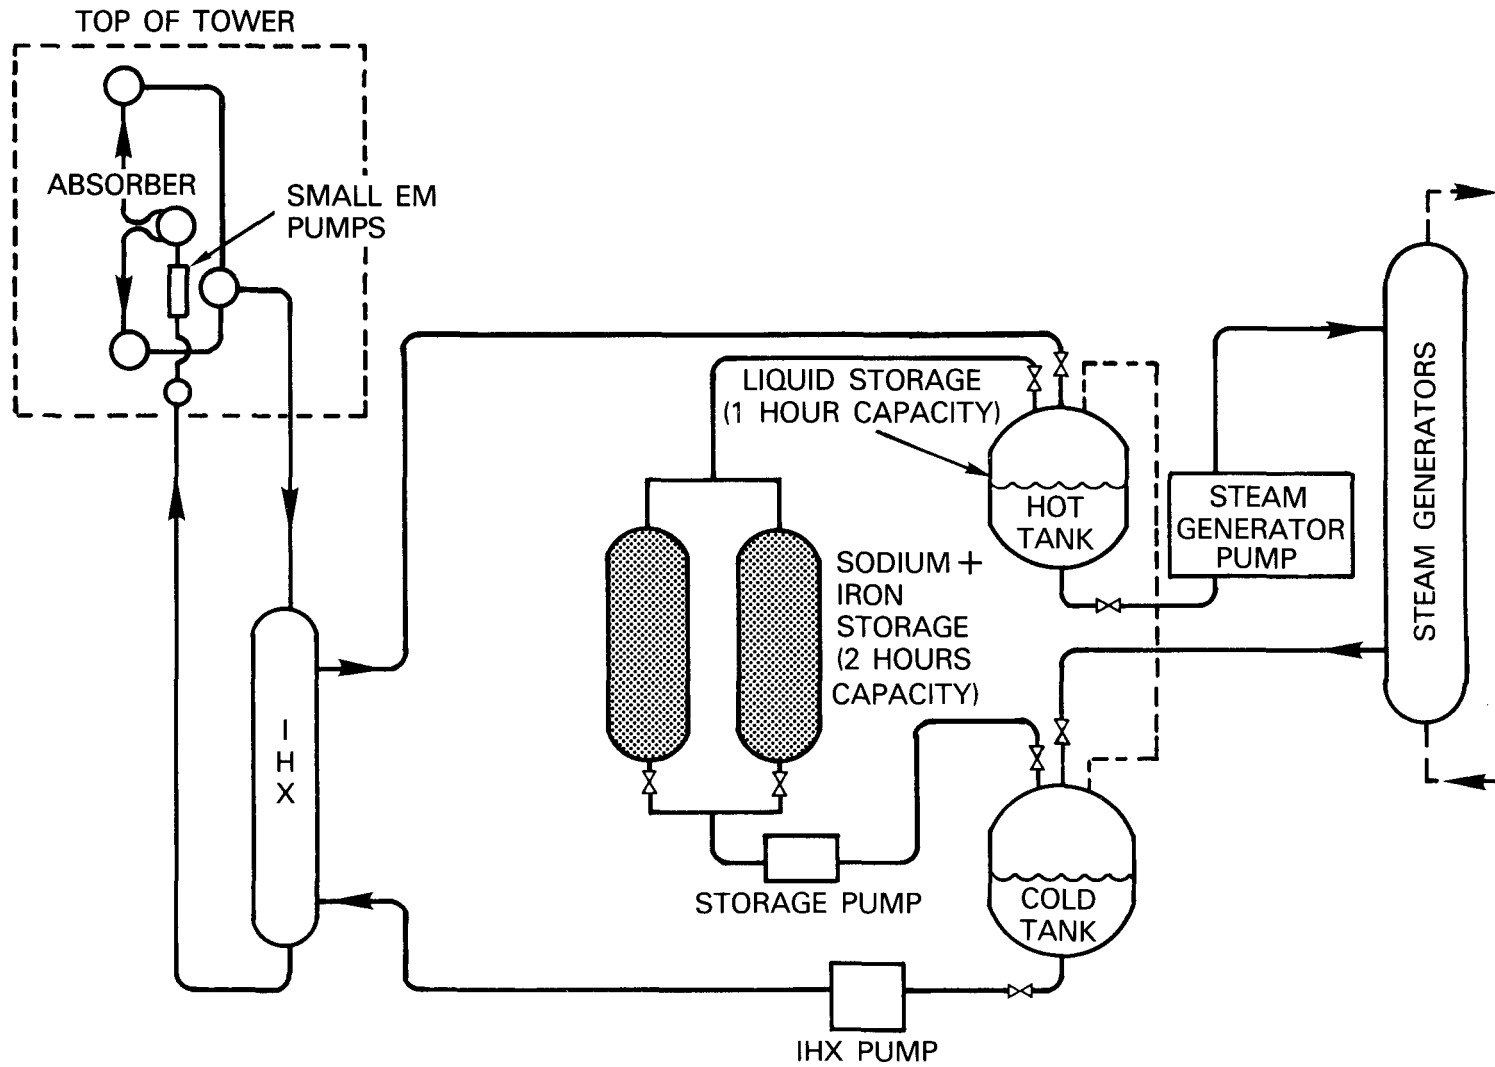 TOP OF TOWER
ABSORBER
SMALL EM
PUMPS
LIQUID STORAGE
(1 HOUR CAPACITY)
HOT
TANK
STEAM
GENERATOR
PUMP
STEAM GENERATORS
SODIUM +
IRON
STORAGE
(2 HOURS
CAPACITY)
I
H
X
STORAGE PUMP
COLD
TANK
IHX PUMP